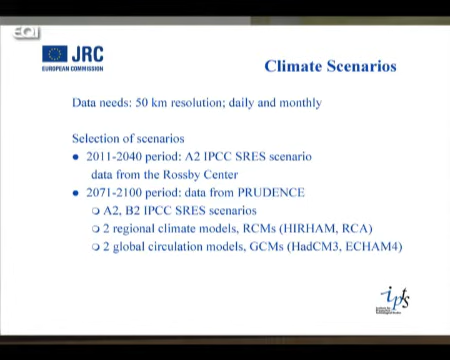 JRC
EUROPEAN COMMISSION
Climate Scenarios
Data needs: 50 km resolution; daily and monthly
Selection of scenarios
● 2011-2040 period: A2 IPCC SRES scenario
data from the Rossby Center
● 2071-2100 period: data from PRUDENCE
❍ A2, B2 IPCC SRES scenarios
❍ 2 regional climate models, RCMs (HIRHAM, RCA)
❍ 2 global circulation models, GCMs (HadCM3, ECHAM4)
ipts